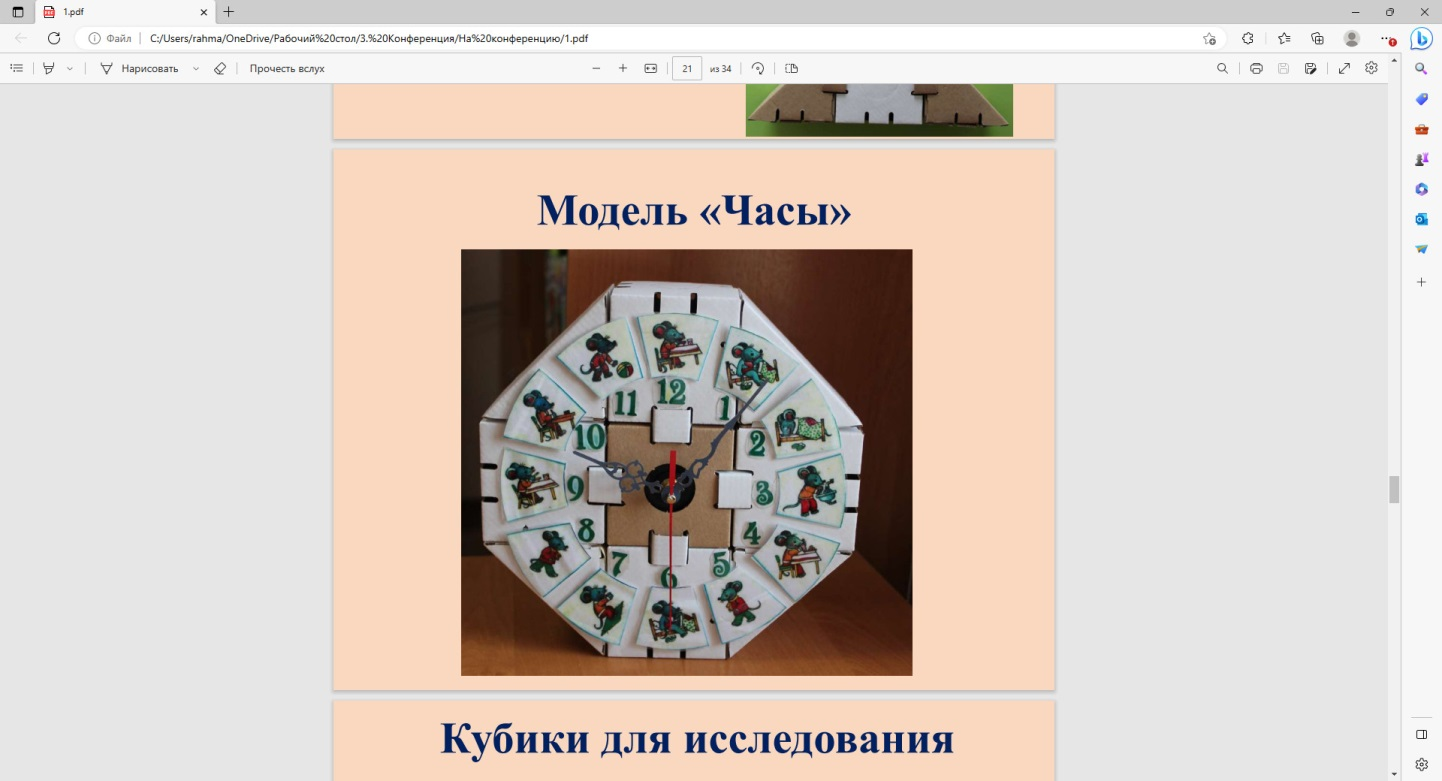 1.pdf
Файл
C:/Users/rahma/OneDrive/Рабочий%20стол/3.%20Конференция/На%20конференцию/1.pdf
Нарисовать
Прочесть вслух
21 из 34
Модель «Часы»
11 12 1
10 2
9 3
8 4
7 6 5
Кубики для исследования